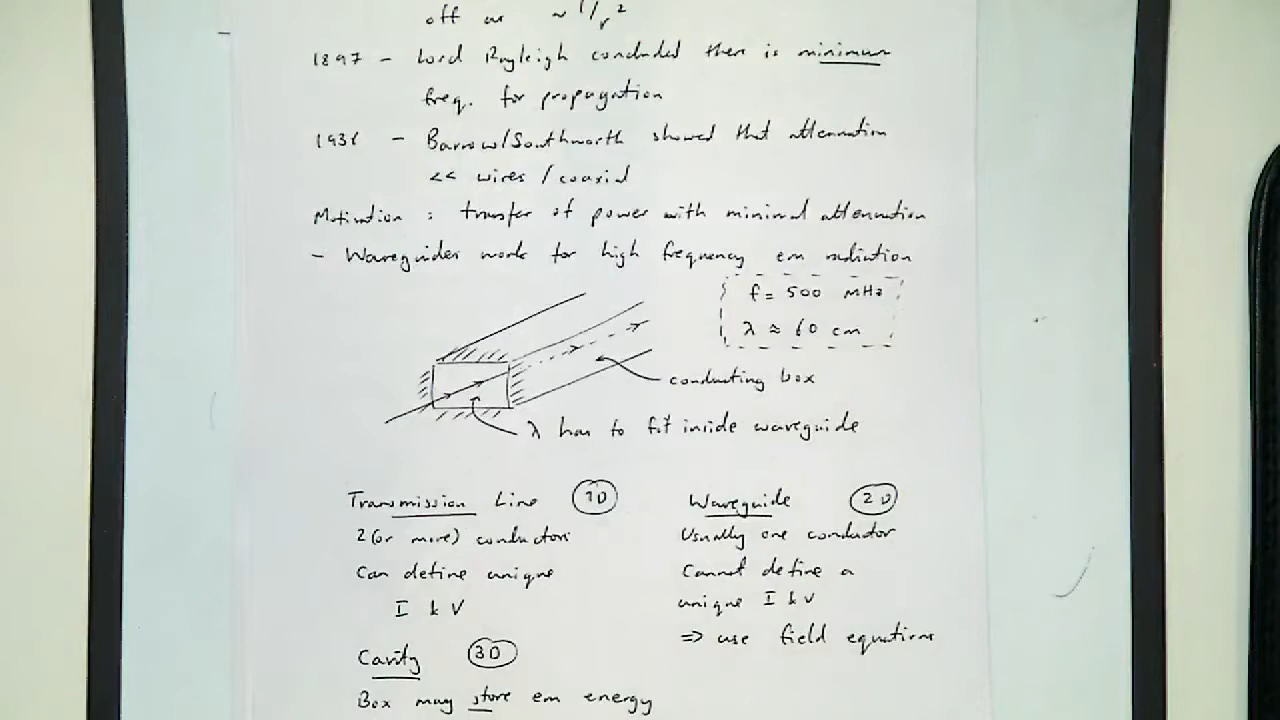 off as ~ 1/r²
1897 - Lord Rayleigh concluded there is minimum
freq. for propagation
1936 - Barrow/Southworth showed that attenuation
<< wires / coaxial
Motivation : transfer of power with minimal attenuation
- Waveguides work for high frequency em radiation
f = 500 MHz
λ ≈ 60 cm
conducting box
λ has to fit inside waveguide
Transmission Line 1D
2 (or more) conductors
Can define unique
I & V
Waveguide 2D
Usually one conductor
Cannot define a
unique I & V
=> use field equations
Cavity 3D
Box may store em energy